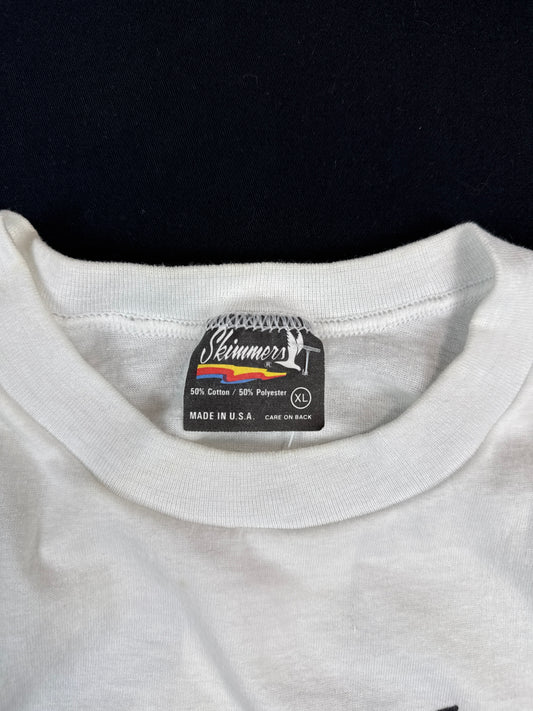 Skimmers T
®
50% Cotton / 50% Polyester XL
MADE IN U.S.A. CARE ON BACK